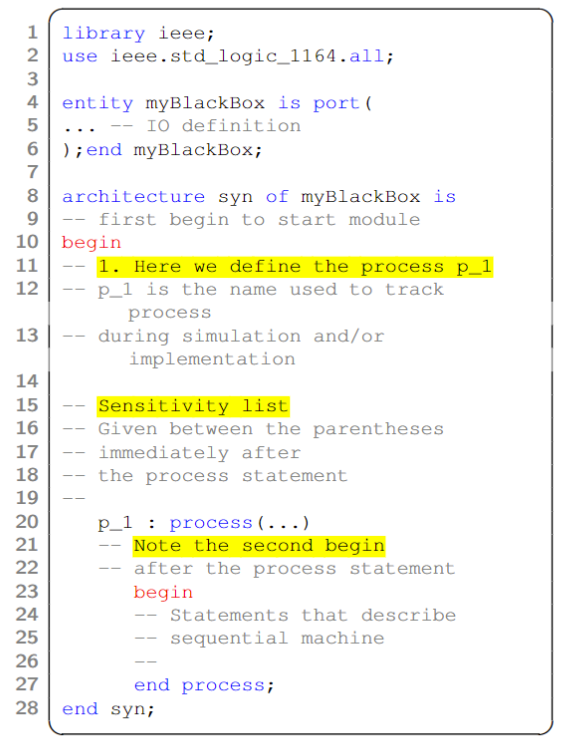 1 library ieee;
2 use ieee.std_logic_1164.all;
3
4 entity myBlackBox is port(
5 ... -- IO definition
6 );end myBlackBox;
7
8 architecture syn of myBlackBox is
9 -- first begin to start module
10 begin
11 -- 1. Here we define the process p_1
12 -- p_1 is the name used to track
process
13 -- during simulation and/or
implementation
14
15 -- Sensitivity list
16 -- Given between the parentheses
17 -- immediately after
18 -- the process statement
19 --
20 p_1 : process(...)
21 -- Note the second begin
22 -- after the process statement
23 begin
24 -- Statements that describe
25 -- sequential machine
26 --
27 end process;
28 end syn;